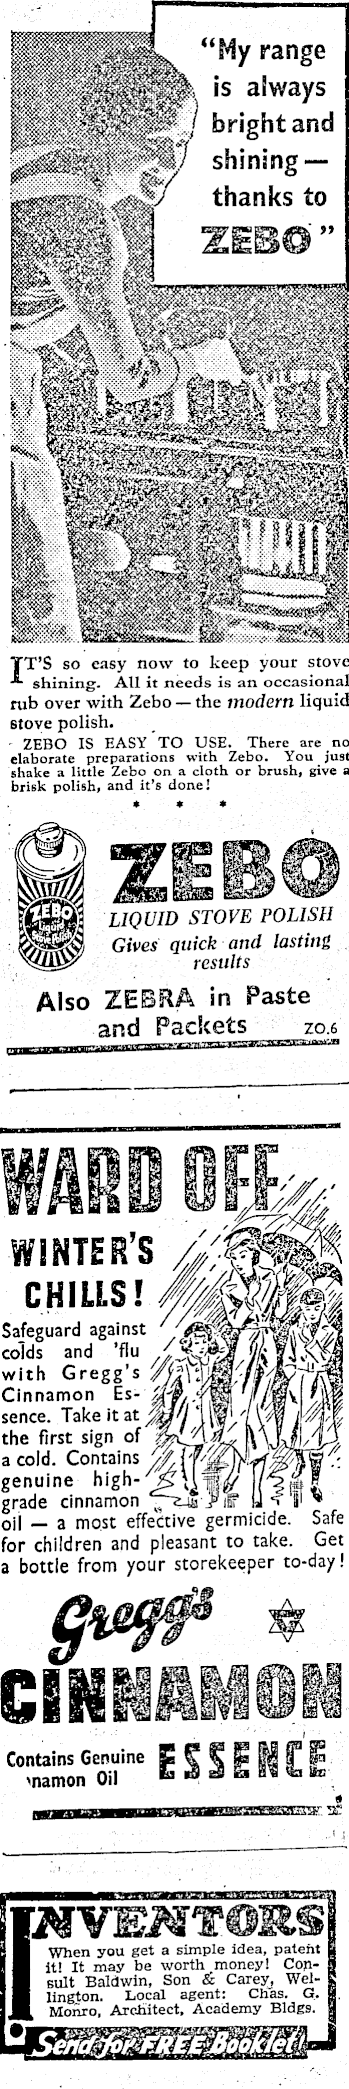 “My range
is always
bright and
shining —
thanks to
ZEBO”
IT'S so easy now to keep your stove
shining. All it needs is an occasional
rub over with Zebo — the modern liquid
stove polish.
ZEBO IS EASY TO USE. There are no
elaborate preparations with Zebo. You just
shake a little Zebo on a cloth or brush, give a
brisk polish, and it's done!
* * *
ZEBO
ZEBO
LIQUID STOVE POLISH
Gives quick and lasting
results
Also ZEBRA in Paste
and Packets ZO.6
WARD OFF
WINTER'S
CHILLS!
Safeguard against
colds and 'flu
with Gregg's
Cinnamon Es-
sence. Take it at
the first sign of
a cold. Contains
genuine high-
grade cinnamon
oil — a most effective germicide. Safe
for children and pleasant to take. Get
a bottle from your storekeeper to-day!
Gregg's
G
CINNAMON
Contains Genuine
'namon Oil
ESSENCE
INVENTORS
When you get a simple idea, patent
it! It may be worth money! Con-
sult Baldwin, Son & Carey, Wel-
lington. Local agent: Chas. G.
Monro, Architect, Academy Bldgs.
Send for FREE Booklet!